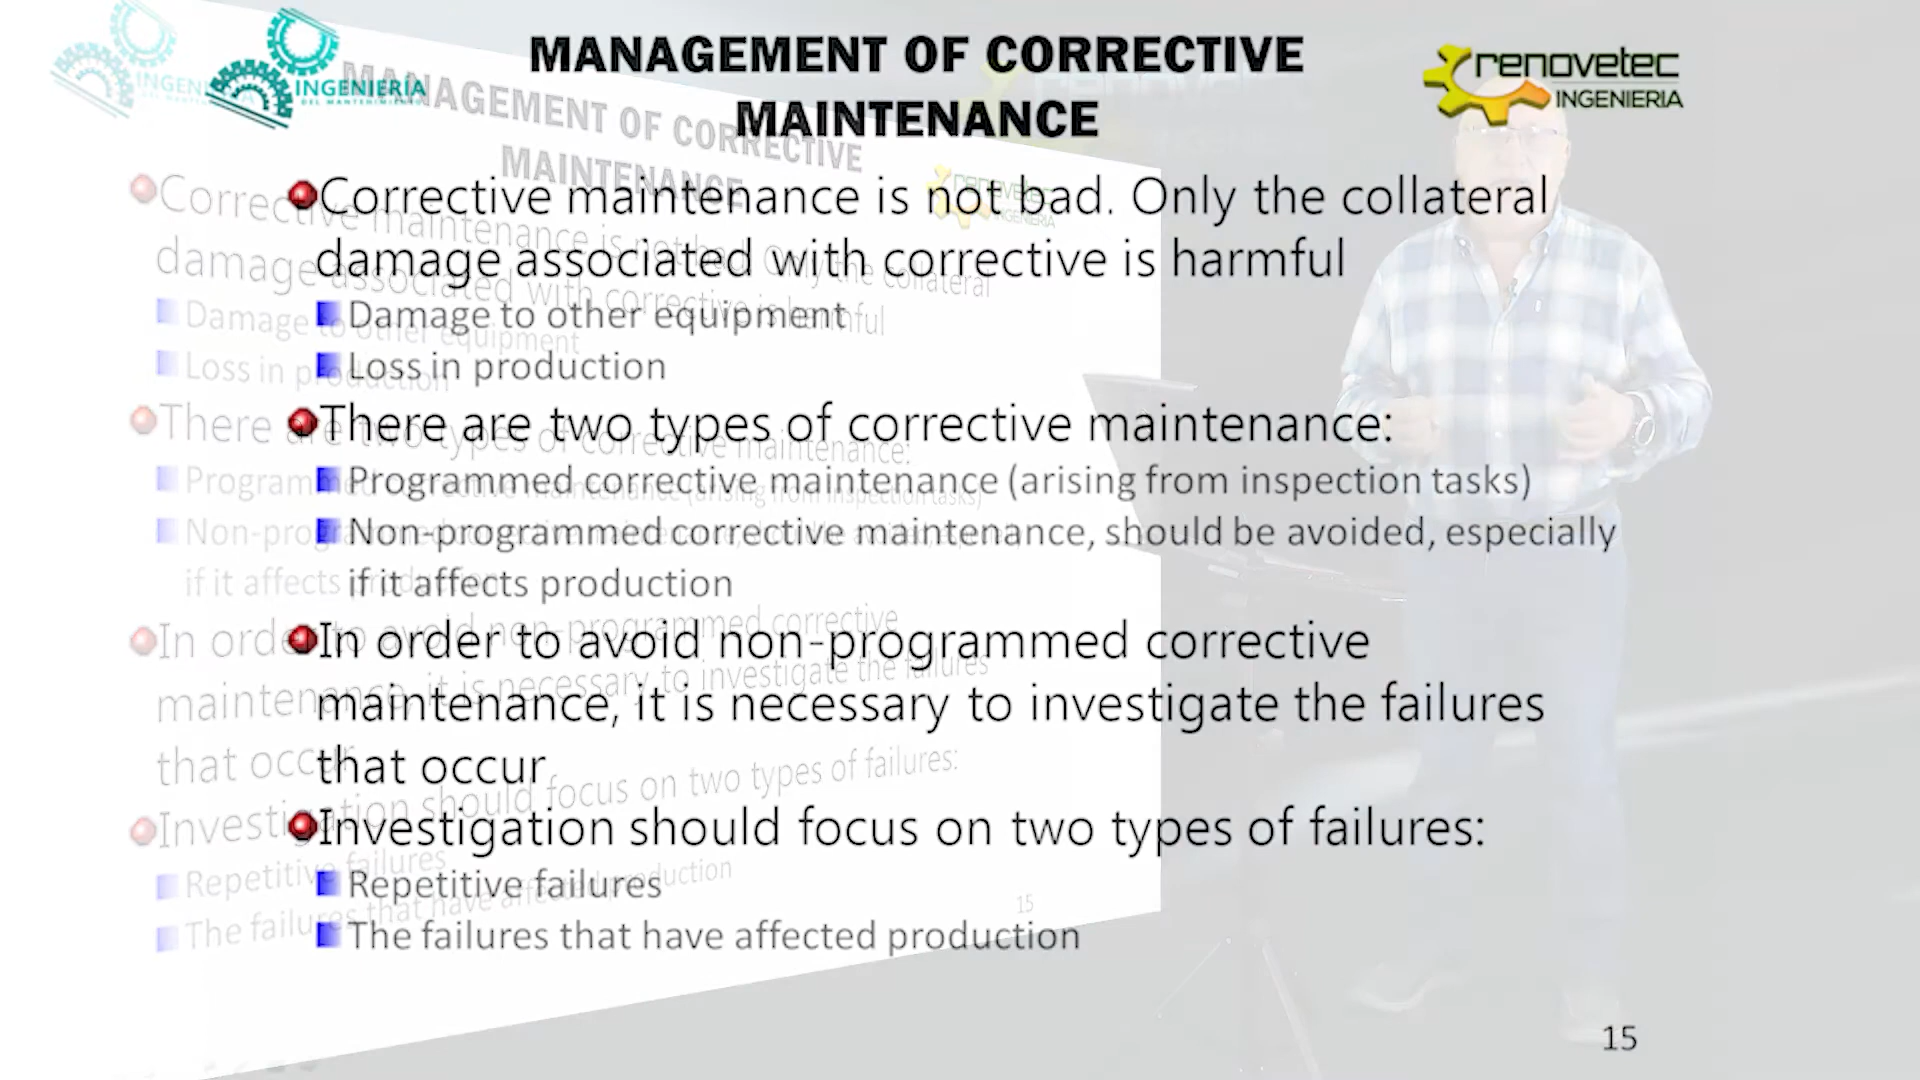 MANAGEMENT OF CORRECTIVE
MAINTENANCE
INGENIERÍA
DEL MANTENIMIENTO
renovetec
INGENIERIA
Corrective maintenance is not bad. Only the collateral
damage associated with corrective is harmful
Damage to other equipment
Loss in production
There are two types of corrective maintenance:
Programmed corrective maintenance (arising from inspection tasks)
Non-programmed corrective maintenance, should be avoided, especially
if it affects production
In order to avoid non-programmed corrective
maintenance, it is necessary to investigate the failures
that occur
Investigation should focus on two types of failures:
Repetitive failures
The failures that have affected production
15